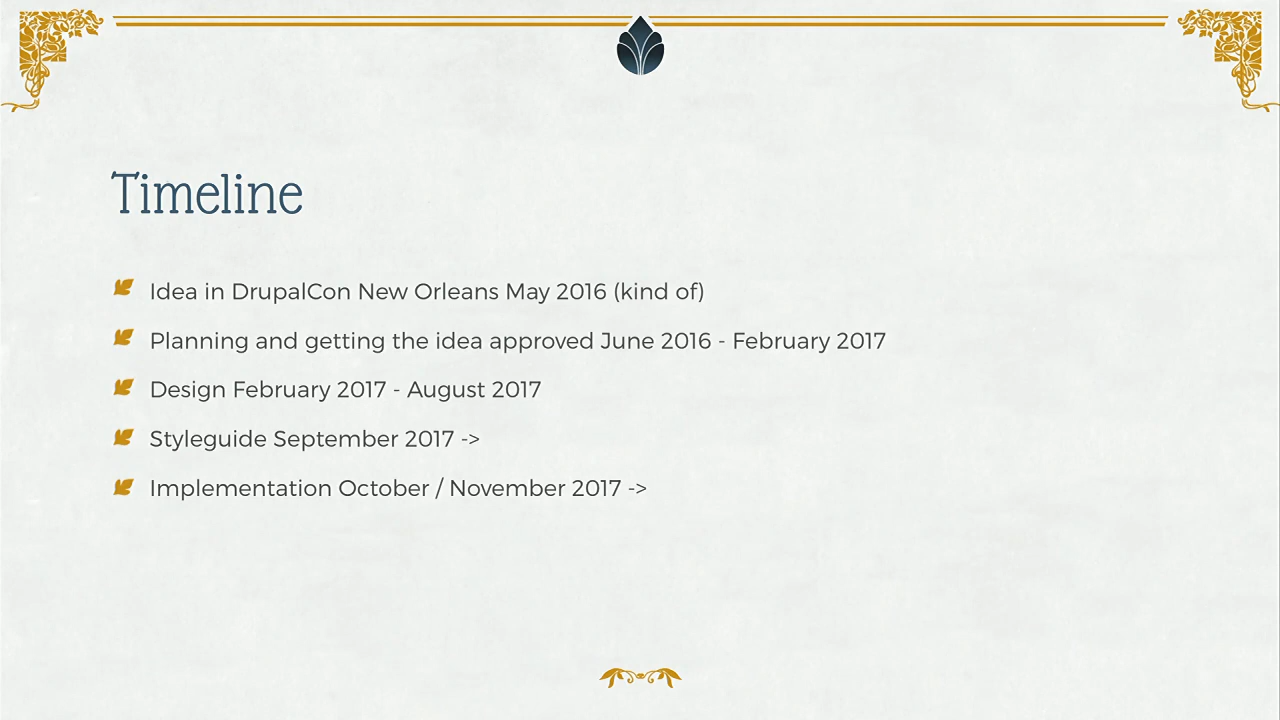 Timeline
Idea in DrupalCon New Orleans May 2016 (kind of)
Planning and getting the idea approved June 2016 - February 2017
Design February 2017 - August 2017
Styleguide September 2017 ->
Implementation October / November 2017 ->